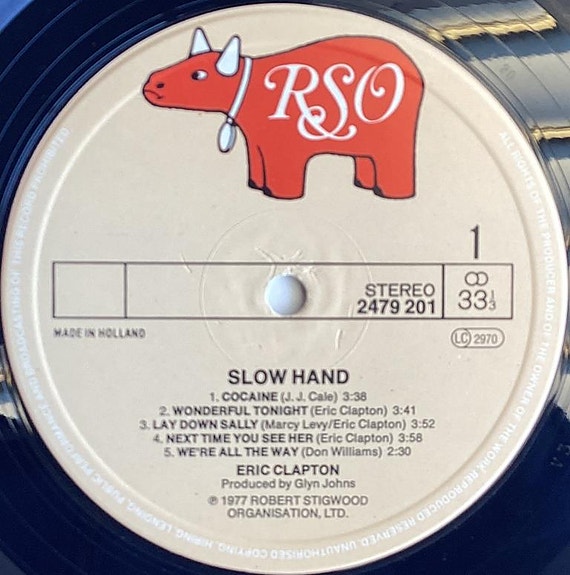 RSO
1
STEREO
2479 201
33 1/3
MADE IN HOLLAND
LC 2970
SLOW HAND
1. COCAINE (J. J. Cale) 3:38
2. WONDERFUL TONIGHT (Eric Clapton) 3:41
3. LAY DOWN SALLY (Marcy Levy/Eric Clapton) 3:52
4. NEXT TIME YOU SEE HER (Eric Clapton) 3:58
5. WE'RE ALL THE WAY (Don Williams) 2:30
ERIC CLAPTON
Produced by Glyn Johns
℗ 1977 ROBERT STIGWOOD
ORGANISATION, LTD.
ALL RIGHTS OF THE PRODUCER AND OF THE OWNER OF THE WORK REPRODUCED RESERVED. UNAUTHORISED COPYING, HIRING, LENDING, PUBLIC PERFORMANCE AND BROADCASTING OF THIS RECORD PROHIBITED